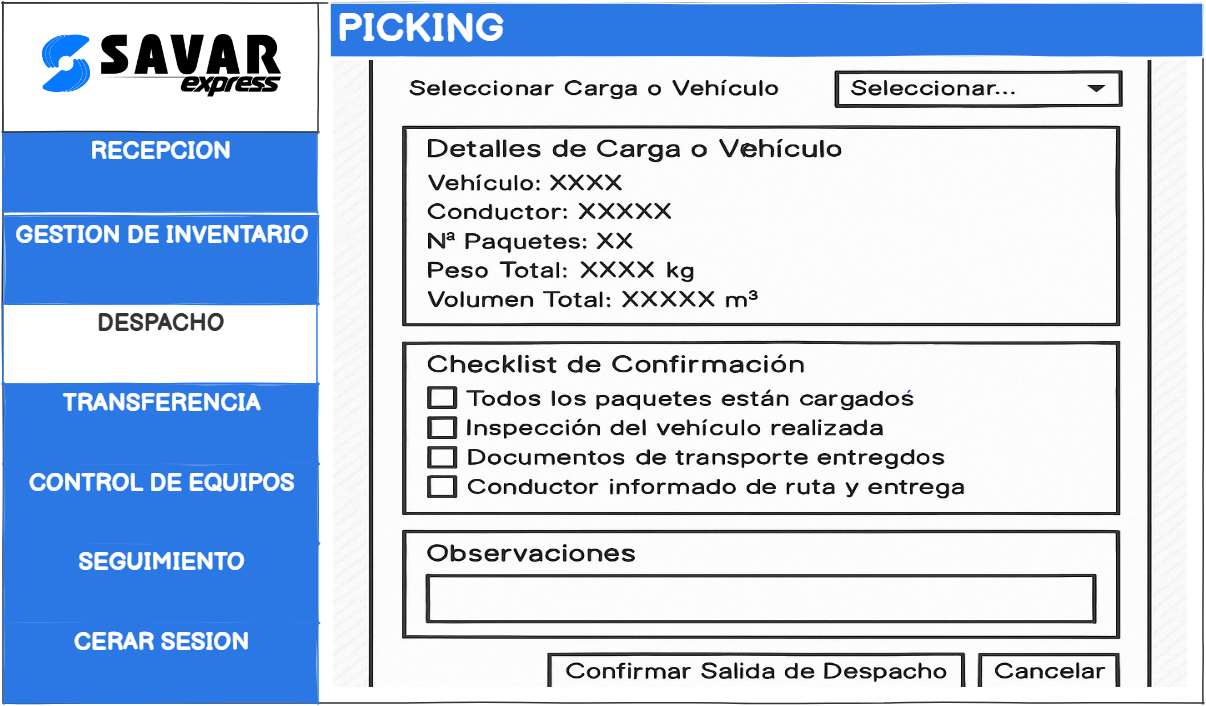 SAVAR
express
RECEPCION
GESTION DE INVENTARIO
DESPACHO
TRANSFERENCIA
CONTROL DE EQUIPOS
SEGUIMIENTO
CERAR SESION
PICKING
Seleccionar Carga o Vehículo
Seleccionar...
Detalles de Carga o Vehículo
Vehículo: XXXX
Conductor: XXXXX
Nª Paquetes: XX
Peso Total: XXXX kg
Volumen Total: XXXXX m³
Checklist de Confirmación
Todos los paquetes están cargadoś
Inspección del vehículo realizada
Documentos de transporte entregdos
Conductor informado de ruta y entrega
Observaciones
Confirmar Salida de Despacho
Cancelar